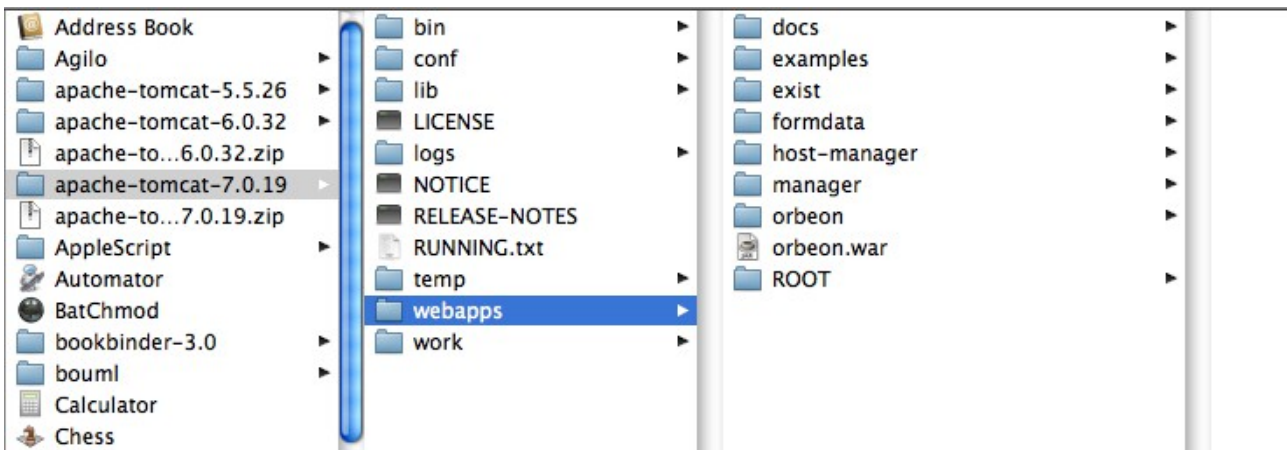 Address Book
Agilo
apache-tomcat-5.5.26
apache-tomcat-6.0.32
apache-to...6.0.32.zip
apache-tomcat-7.0.19
apache-to...7.0.19.zip
AppleScript
Automator
BatChmod
bookbinder-3.0
bouml
Calculator
Chess
bin
conf
lib
LICENSE
logs
NOTICE
RELEASE-NOTES
RUNNING.txt
temp
webapps
work
docs
examples
exist
formdata
host-manager
manager
orbeon
orbeon.war
ROOT